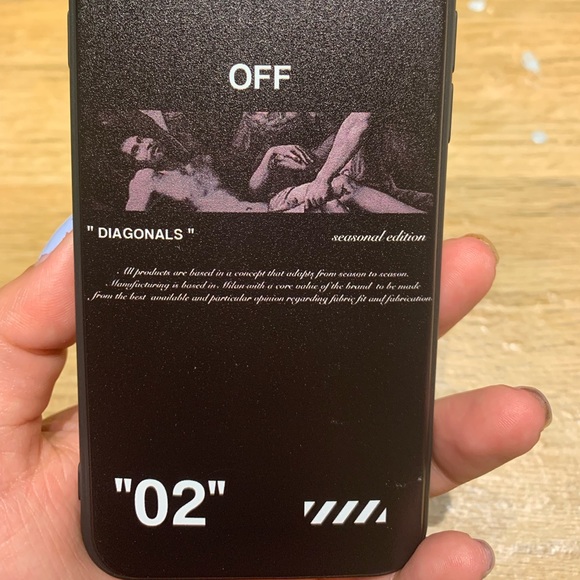 OFF
" DIAGONALS "
seasonal edition
All products are based in a concept that adapts from season to season.
Manufacturing is based in Milan with a core value of the brand to be made
from the best available and particular opinion regarding fabric fit and fabrication
"02"